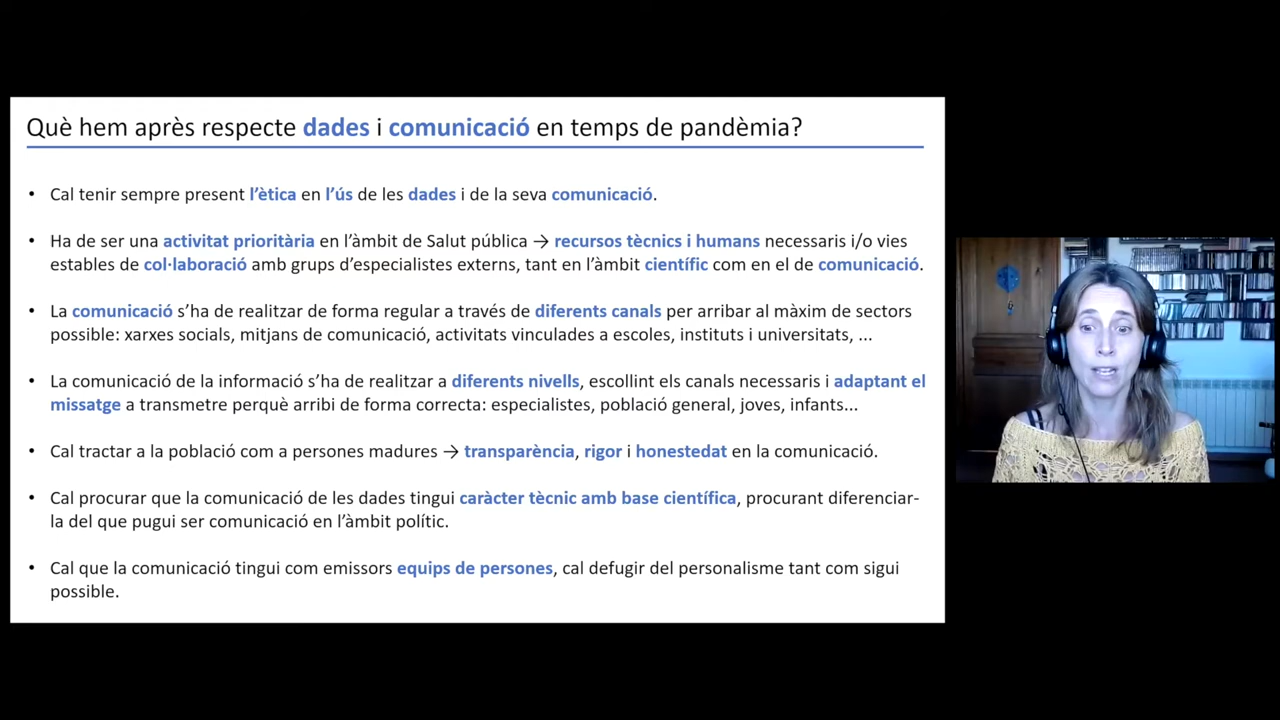 Què hem après respecte dades i comunicació en temps de pandèmia?
• Cal tenir sempre present l’ètica en l’ús de les dades i de la seva comunicació.
• Ha de ser una activitat prioritària en l’àmbit de Salut pública → recursos tècnics i humans necessaris i/o vies
estables de col·laboració amb grups d’especialistes externs, tant en l’àmbit científic com en el de comunicació.
• La comunicació s’ha de realitzar de forma regular a través de diferents canals per arribar al màxim de sectors
possible: xarxes socials, mitjans de comunicació, activitats vinculades a escoles, instituts i universitats, ...
• La comunicació de la informació s’ha de realitzar a diferents nivells, escollint els canals necessaris i adaptant el
missatge a transmetre perquè arribi de forma correcta: especialistes, població general, joves, infants...
• Cal tractar a la població com a persones madures → transparència, rigor i honestedat en la comunicació.
• Cal procurar que la comunicació de les dades tingui caràcter tècnic amb base científica, procurant diferenciar-
la del que pugui ser comunicació en l’àmbit polític.
• Cal que la comunicació tingui com emissors equips de persones, cal defugir del personalisme tant com sigui
possible.